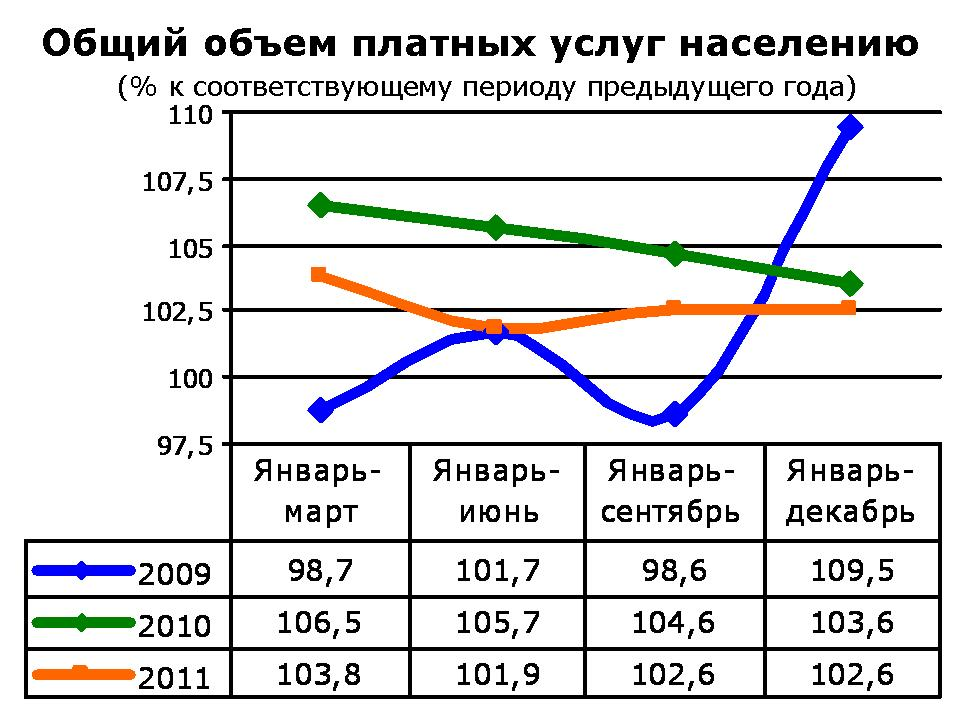 Общий объем платных услуг населению
(% к соответствующему периоду предыдущего года)
110
107,5
105
102,5
100
97,5
Январь-март Январь-июнь Январь-сентябрь Январь-декабрь
2009 98,7 101,7 98,6 109,5
2010 106,5 105,7 104,6 103,6
2011 103,8 101,9 102,6 102,6